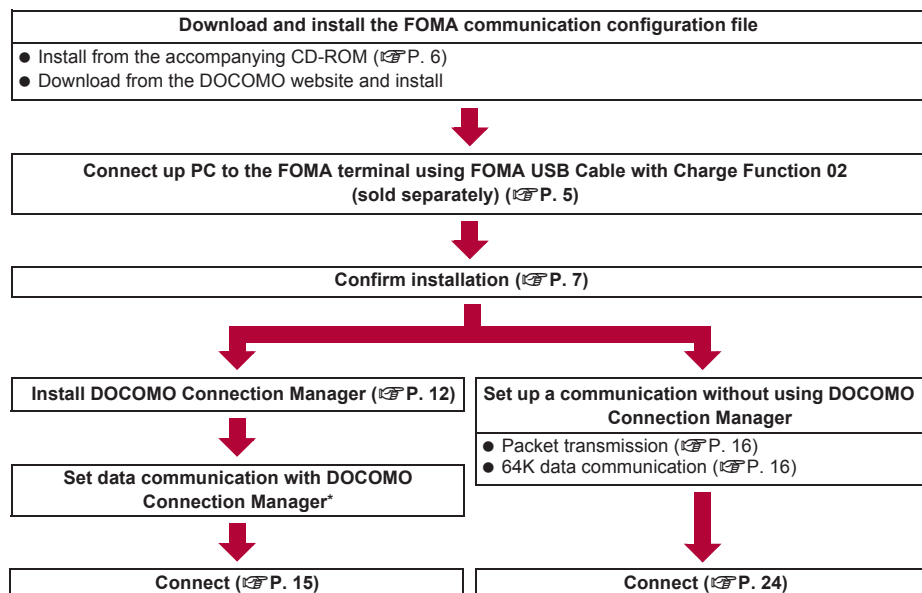 Download and install the FOMA communication configuration file
● Install from the accompanying CD-ROM (☞P. 6)
● Download from the DOCOMO website and install
Connect up PC to the FOMA terminal using FOMA USB Cable with Charge Function 02
(sold separately) (☞P. 5)
Confirm installation (☞P. 7)
Install DOCOMO Connection Manager (☞P. 12)
Set data communication with DOCOMO
Connection Manager*
Connect (☞P. 15)
Set up a communication without using DOCOMO
Connection Manager
● Packet transmission (☞P. 16)
● 64K data communication (☞P. 16)
Connect (☞P. 24)